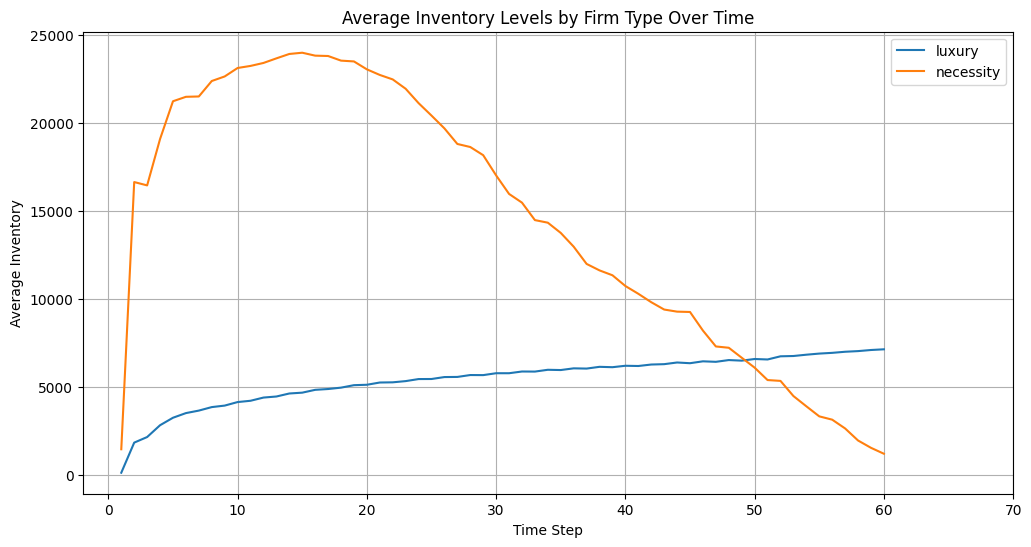 Average Inventory Levels by Firm Type Over Time
luxury
necessity
25000
20000
15000
10000
5000
0
Average Inventory
0 10 20 30 40 50 60 70
Time Step